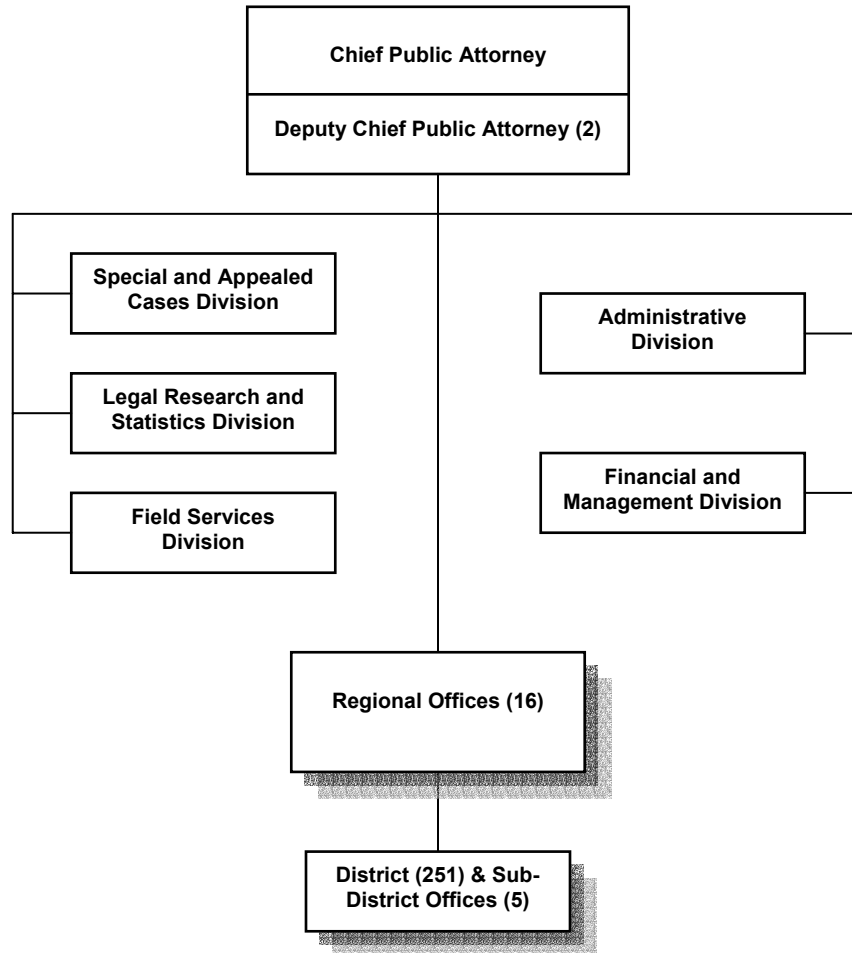 Chief Public Attorney
Deputy Chief Public Attorney (2)
Special and Appealed
Cases Division
Legal Research and
Statistics Division
Field Services
Division
Administrative
Division
Financial and
Management Division
Regional Offices (16)
District (251) & Sub-
District Offices (5)